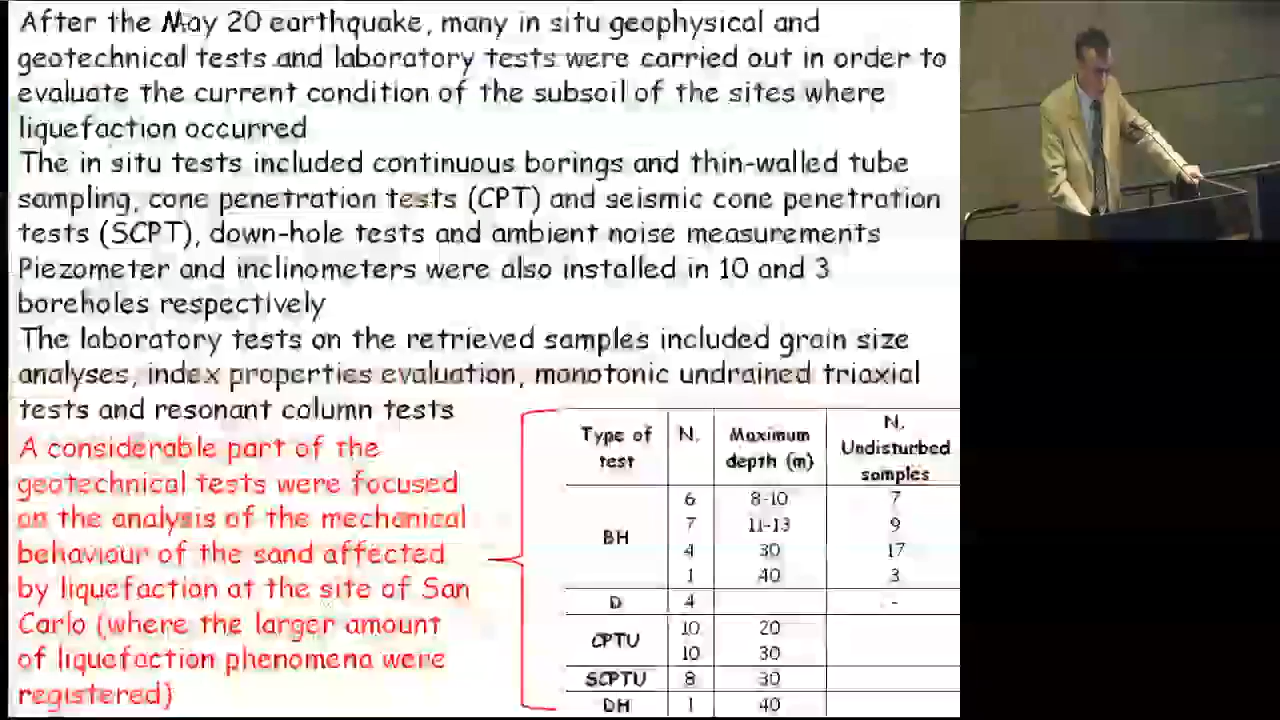 After the May 20 earthquake, many in situ geophysical and
geotechnical tests and laboratory tests were carried out in order to
evaluate the current condition of the subsoil of the sites where
liquefaction occurred
The in situ tests included continuous borings and thin-walled tube
sampling, cone penetration tests (CPT) and seismic cone penetration
tests (SCPT), down-hole tests and ambient noise measurements
Piezometer and inclinometers were also installed in 10 and 3
boreholes respectively
The laboratory tests on the retrieved samples included grain size
analyses, index properties evaluation, monotonic undrained triaxial
tests and resonant column tests
A considerable part of the
geotechnical tests were focused
on the analysis of the mechanical
behaviour of the sand affected
by liquefaction at the site of San
Carlo (where the larger amount
of liquefaction phenomena were
registered)
Type of test N. Maximum depth (m) N. Undisturbed samples
BH 6 8-10 7
7 11-13 9
4 30 17
1 40 3
D 4 -
CPTU 10 20
10 30
SCPTU 8 30
DH 1 40